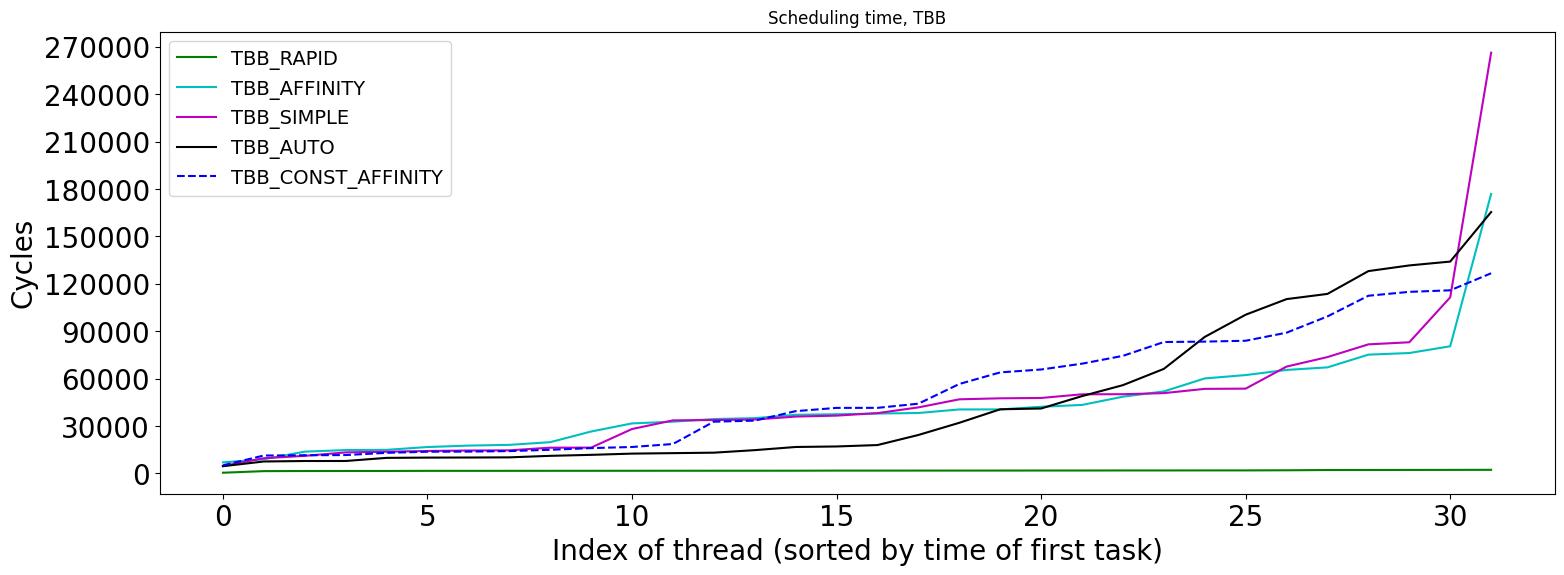 Scheduling time, TBB
270000
240000
210000
180000
150000
120000
90000
60000
30000
0
Cycles
TBB_RAPID
TBB_AFFINITY
TBB_SIMPLE
TBB_AUTO
TBB_CONST_AFFINITY
0 5 10 15 20 25 30
Index of thread (sorted by time of first task)